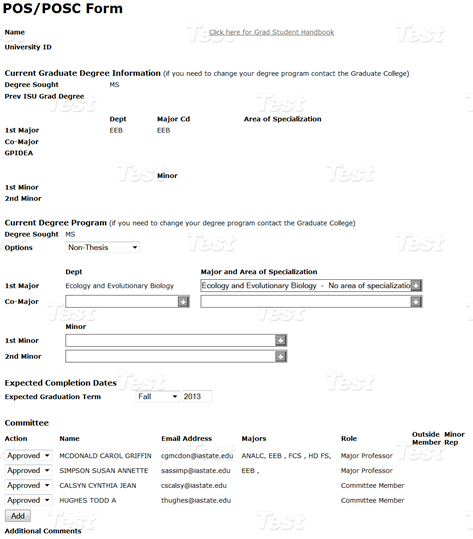 POS/POSC Form
Name Click here for Grad Student Handbook
University ID
Current Graduate Degree Information (if you need to change your degree program contact the Graduate College)
Degree Sought MS
Prev ISU Grad Degree
Dept Major Cd Area of Specialization
1st Major EEB EEB
Co-Major
GPIDEA
Minor
1st Minor
2nd Minor
Current Degree Program (if you need to change your degree program contact the Graduate College)
Degree Sought MS
Options Non-Thesis
Dept Major and Area of Specialization
1st Major Ecology and Evolutionary Biology Ecology and Evolutionary Biology - No area of specializatio
Co-Major
Minor
1st Minor
2nd Minor
Expected Completion Dates
Expected Graduation Term Fall 2013
Committee
Action Name Email Address Majors Role Outside Member Minor Rep
Approved MCDONALD CAROL GRIFFIN cgmcdon@iastate.edu ANALC, EEB , FCS , HD FS, Major Professor
Approved SIMPSON SUSAN ANNETTE sassimp@iastate.edu EEB , Major Professor
Approved CALSYN CYNTHIA JEAN cscalsy@iastate.edu Committee Member
Approved HUGHES TODD A thughes@iastate.edu Committee Member
Add
Additional Comments
Test